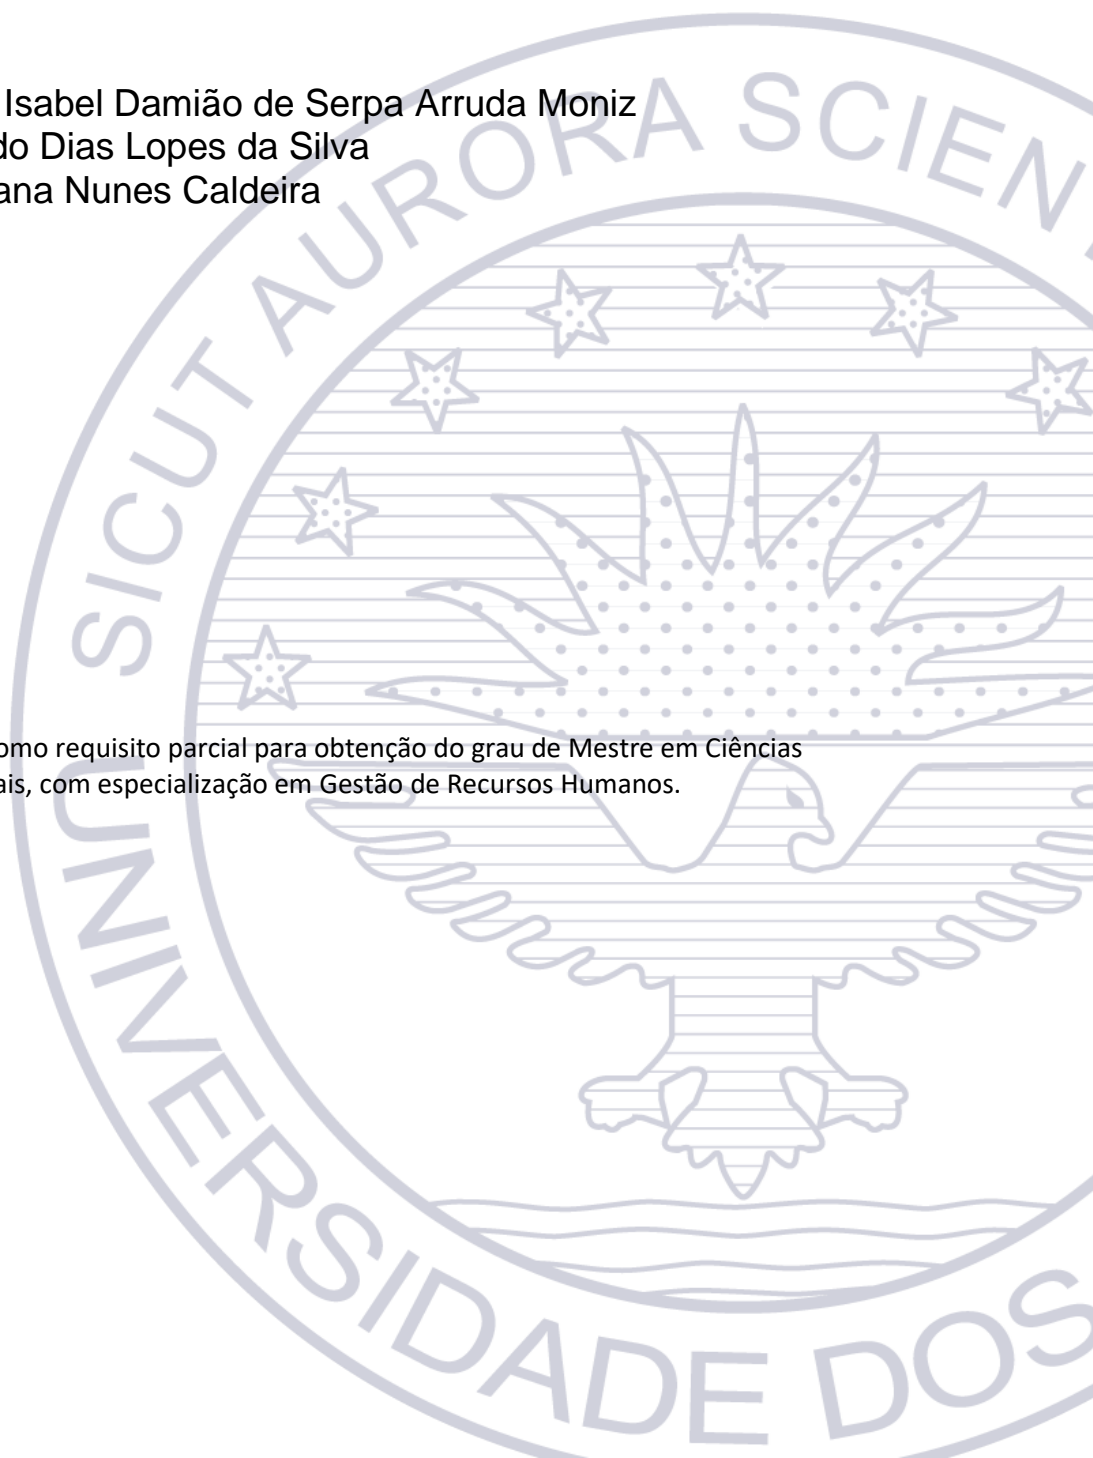 Isabel Damião de Serpa Arruda Moniz
do Dias Lopes da Silva
ana Nunes Caldeira
omo requisito parcial para obtenção do grau de Mestre em Ciências
ais, com especialização em Gestão de Recursos Humanos.
SICUT AURORA SCIEN
UNIVERSIDADE DOS